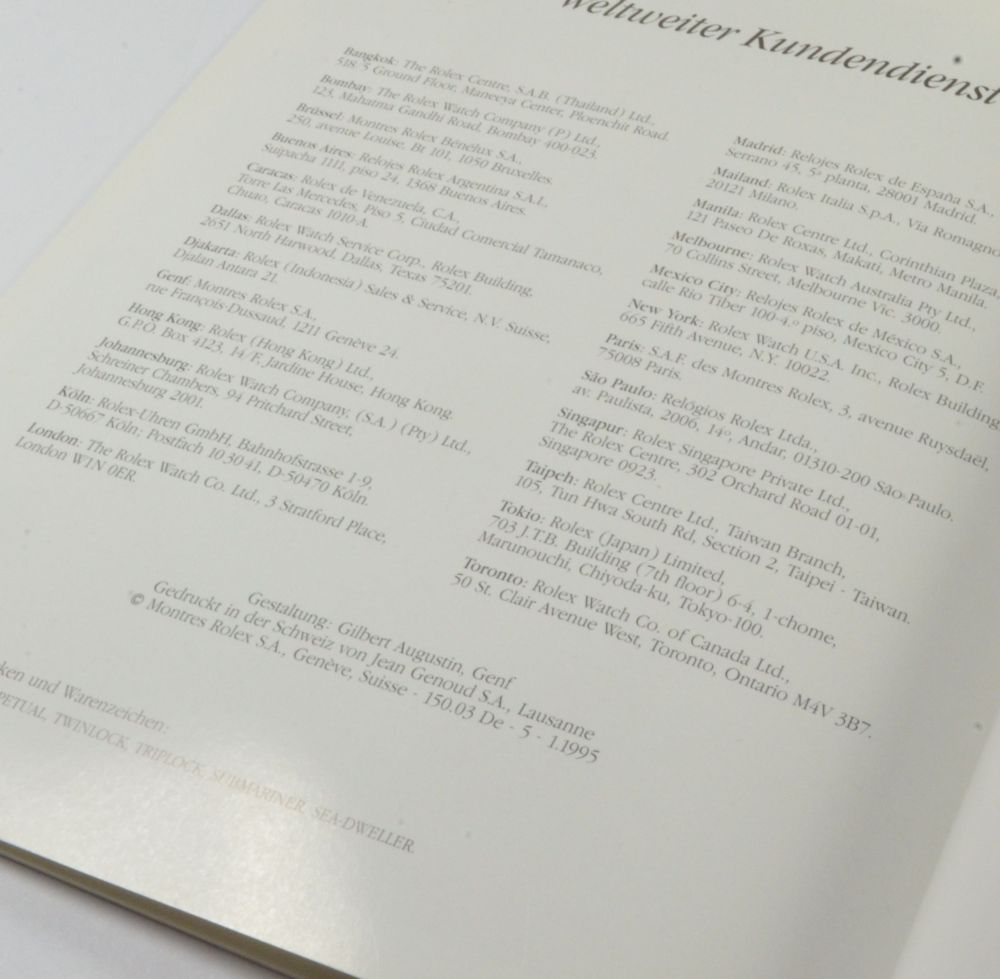 Weltweiter Kundendienst
Bangkok: The Rolex Centre, S.A.B. (Thailand) Ltd.,
518/5 Ground Floor, Maneeya Center, Ploenchit Road.
Bombay: The Rolex Watch Company (P) Ltd.,
123, Mahatma Gandhi Road, Bombay 400-023.
Brüssel: Montres Rolex Benelux S.A.,
250, avenue Louise, Bt 101, 1050 Bruxelles.
Buenos Aires: Relojes Rolex Argentina S.A.I.,
Suipacha 1111, piso 24, 1368 Buenos Aires.
Caracas: Rolex de Venezuela, C.A.,
Torre Las Mercedes, Piso 5, Ciudad Comercial Tamanaco,
Chuao, Caracas 1010-A.
Dallas: Rolex Watch Service Corp., Rolex Building,
2651 North Harwood, Dallas, Texas 75201.
Djakarta: Rolex (Indonesia) Sales & Service, N.V. Suisse,
Djalan Antara 21.
Genf: Montres Rolex S.A.,
rue François-Dussaud, 1211 Genève 24.
Hong Kong: Rolex (Hong Kong) Ltd.,
G.P.O. Box 4123, 14/F, Jardine House, Hong Kong.
Johannesburg: Rolex Watch Company, (S.A.) (Pty) Ltd.,
Schreiner Chambers, 94 Pritchard Street,
Johannesburg 2001.
Köln: Rolex-Uhren GmbH, Bahnhofstrasse 1-9,
D-50667 Köln; Postfach 10 30 41, D-50470 Köln.
London: The Rolex Watch Co. Ltd., 3 Stratford Place,
London W1N 0ER.
Madrid: Relojes Rolex de España S.A.,
Serrano 45, 5ª planta, 28001 Madrid.
Mailand: Rolex Italia S.p.A., Via Romagno
20121 Milano.
Manila: Rolex Centre Ltd., Corinthian Plaza,
121 Paseo De Roxas, Makati, Metro Manila.
Melbourne: Rolex Watch Australia Pty Ltd.,
70 Collins Street, Melbourne Vic. 3000.
Mexico City: Relojes Rolex de México S.A.,
calle Rio Tiber 100-4.º piso, Mexico City 5, D.F.
New York: Rolex Watch U.S.A. Inc., Rolex Building,
665 Fifth Avenue, N.Y. 10022.
Paris: S.A.F. des Montres Rolex, 3, avenue Ruysdaël,
75008 Paris.
São Paulo: Relógios Rolex Ltda.,
av. Paulista, 2006, 14º, Andar, 01310-200 São Paulo.
Singapur: Rolex Singapore Private Ltd.,
The Rolex Centre, 302 Orchard Road 01-01,
Singapore 0923.
Taipeh: Rolex Centre Ltd., Taiwan Branch,
105, Tun Hwa South Rd, Section 2, Taipei - Taiwan.
Tokio: Rolex (Japan) Limited,
703 J.T.B. Building (7th floor) 6-4, 1-chome,
Marunouchi, Chiyoda-ku, Tokyo-100.
Toronto: Rolex Watch Co. of Canada Ltd.,
50 St. Clair Avenue West, Toronto, Ontario M4V 3B7.
Gestaltung: Gilbert Augustin, Genf
Gedruckt in der Schweiz von Jean Genoud S.A., Lausanne
© Montres Rolex S.A., Genève, Suisse - 150.03 De - 5 - 1.1995
ken und Warenzeichen:
PETUAL, TWINLOCK, TRIPLOCK, SUBMARINER, SEA-DWELLER.